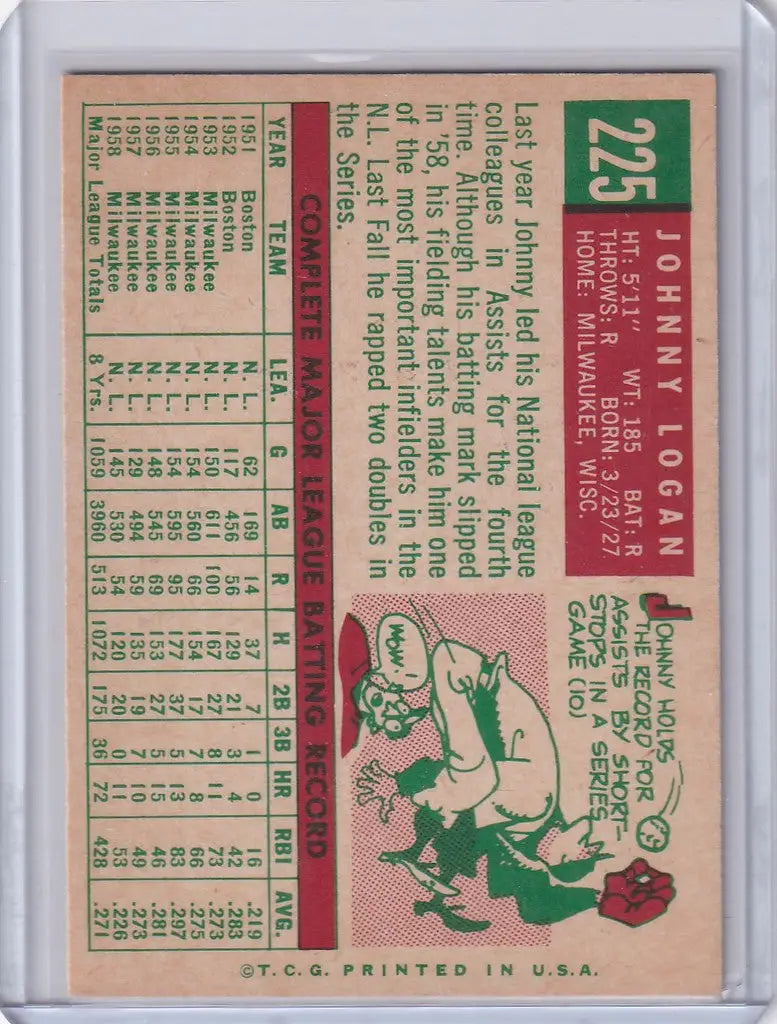 225
JOHNNY LOGAN
HT: 5'11" WT: 185 BAT: R
THROWS: R BORN: 3/23/27
HOME: MILWAUKEE, WISC.
Last year Johnny led his National league
colleagues in Assists for the fourth
time. Although his batting mark slipped
in '58, his fielding talents make him one
of the most important infielders in the
N.L. Last Fall he rapped two doubles in
the Series.
JOHNNY HOLDS
THE RECORD FOR
ASSISTS BY SHORT-
STOPS IN A SERIES
GAME (10)
WOW!
COMPLETE MAJOR LEAGUE BATTING RECORD
YEAR TEAM LEA. G AB R H 2B 3B HR RBI AVG.
1951 Boston N. L. 62 169 14 37 7 1 0 16 .219
1952 Boston N. L. 117 456 56 129 21 3 4 42 .283
1953 Milwaukee N. L. 150 611 100 167 27 8 11 73 .273
1954 Milwaukee N. L. 154 560 66 154 17 7 8 66 .275
1955 Milwaukee N. L. 154 595 95 177 37 5 13 83 .297
1956 Milwaukee N. L. 148 545 69 153 27 5 15 46 .281
1957 Milwaukee N. L. 129 494 59 135 19 7 10 49 .273
1958 Milwaukee N. L. 145 530 54 120 20 0 11 53 .226
Major League Totals 8 Yrs. 1059 3960 513 1072 175 36 72 428 .271
©T.C.G. PRINTED IN U.S.A.